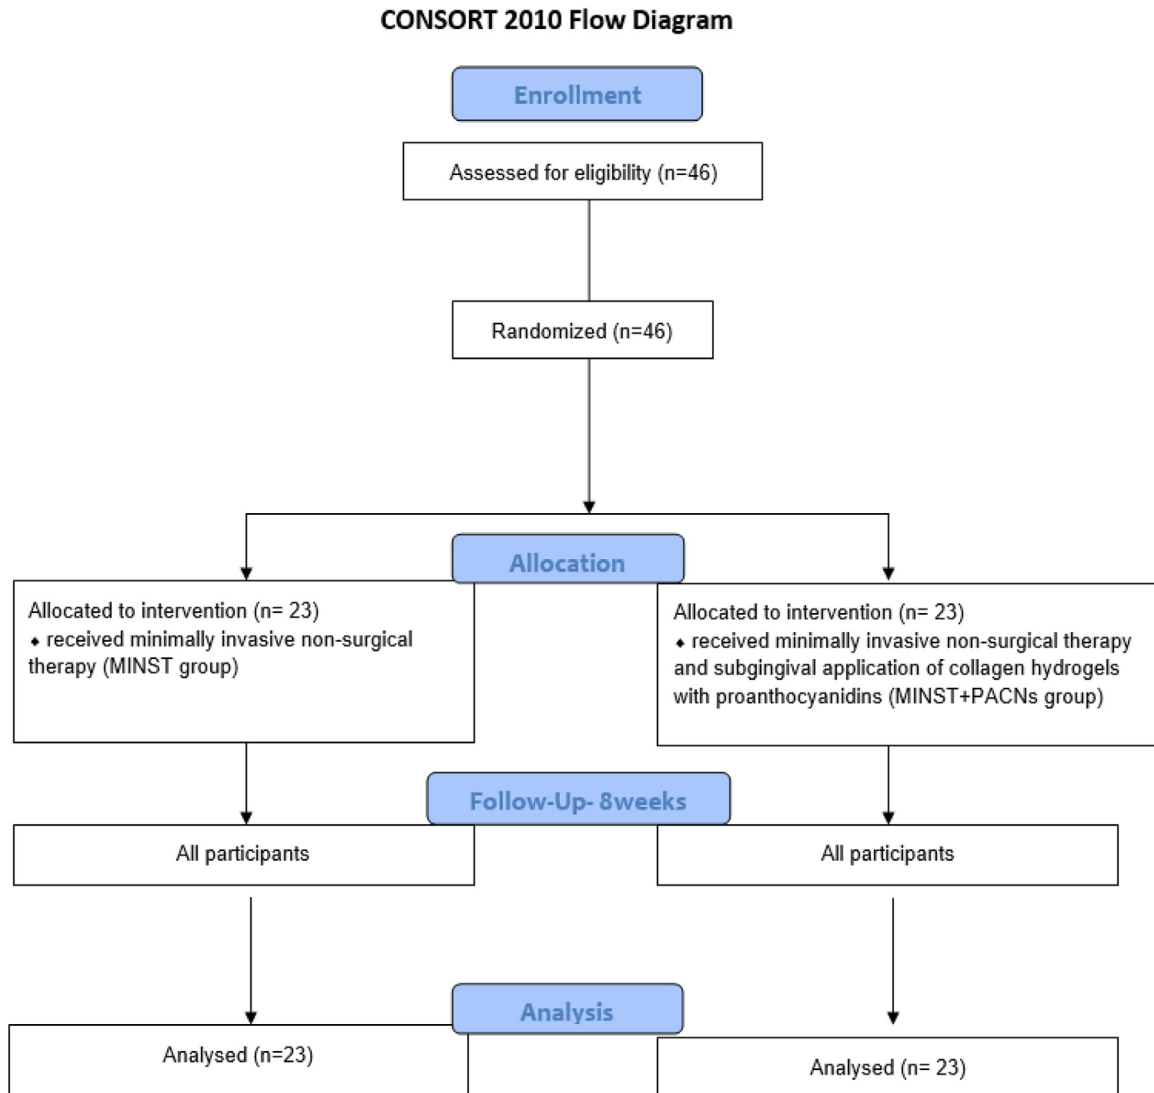 CONSORT 2010 Flow Diagram
Enrollment
Assessed for eligibility (n=46)
Randomized (n=46)
Allocation
Allocated to intervention (n= 23)
⬥ received minimally invasive non-surgical
therapy (MINST group)
Allocated to intervention (n= 23)
⬥ received minimally invasive non-surgical therapy
and subgingival application of collagen hydrogels
with proanthocyanidins (MINST+PACNs group)
Follow-Up- 8weeks
All participants
All participants
Analysis
Analysed (n=23)
Analysed (n= 23)